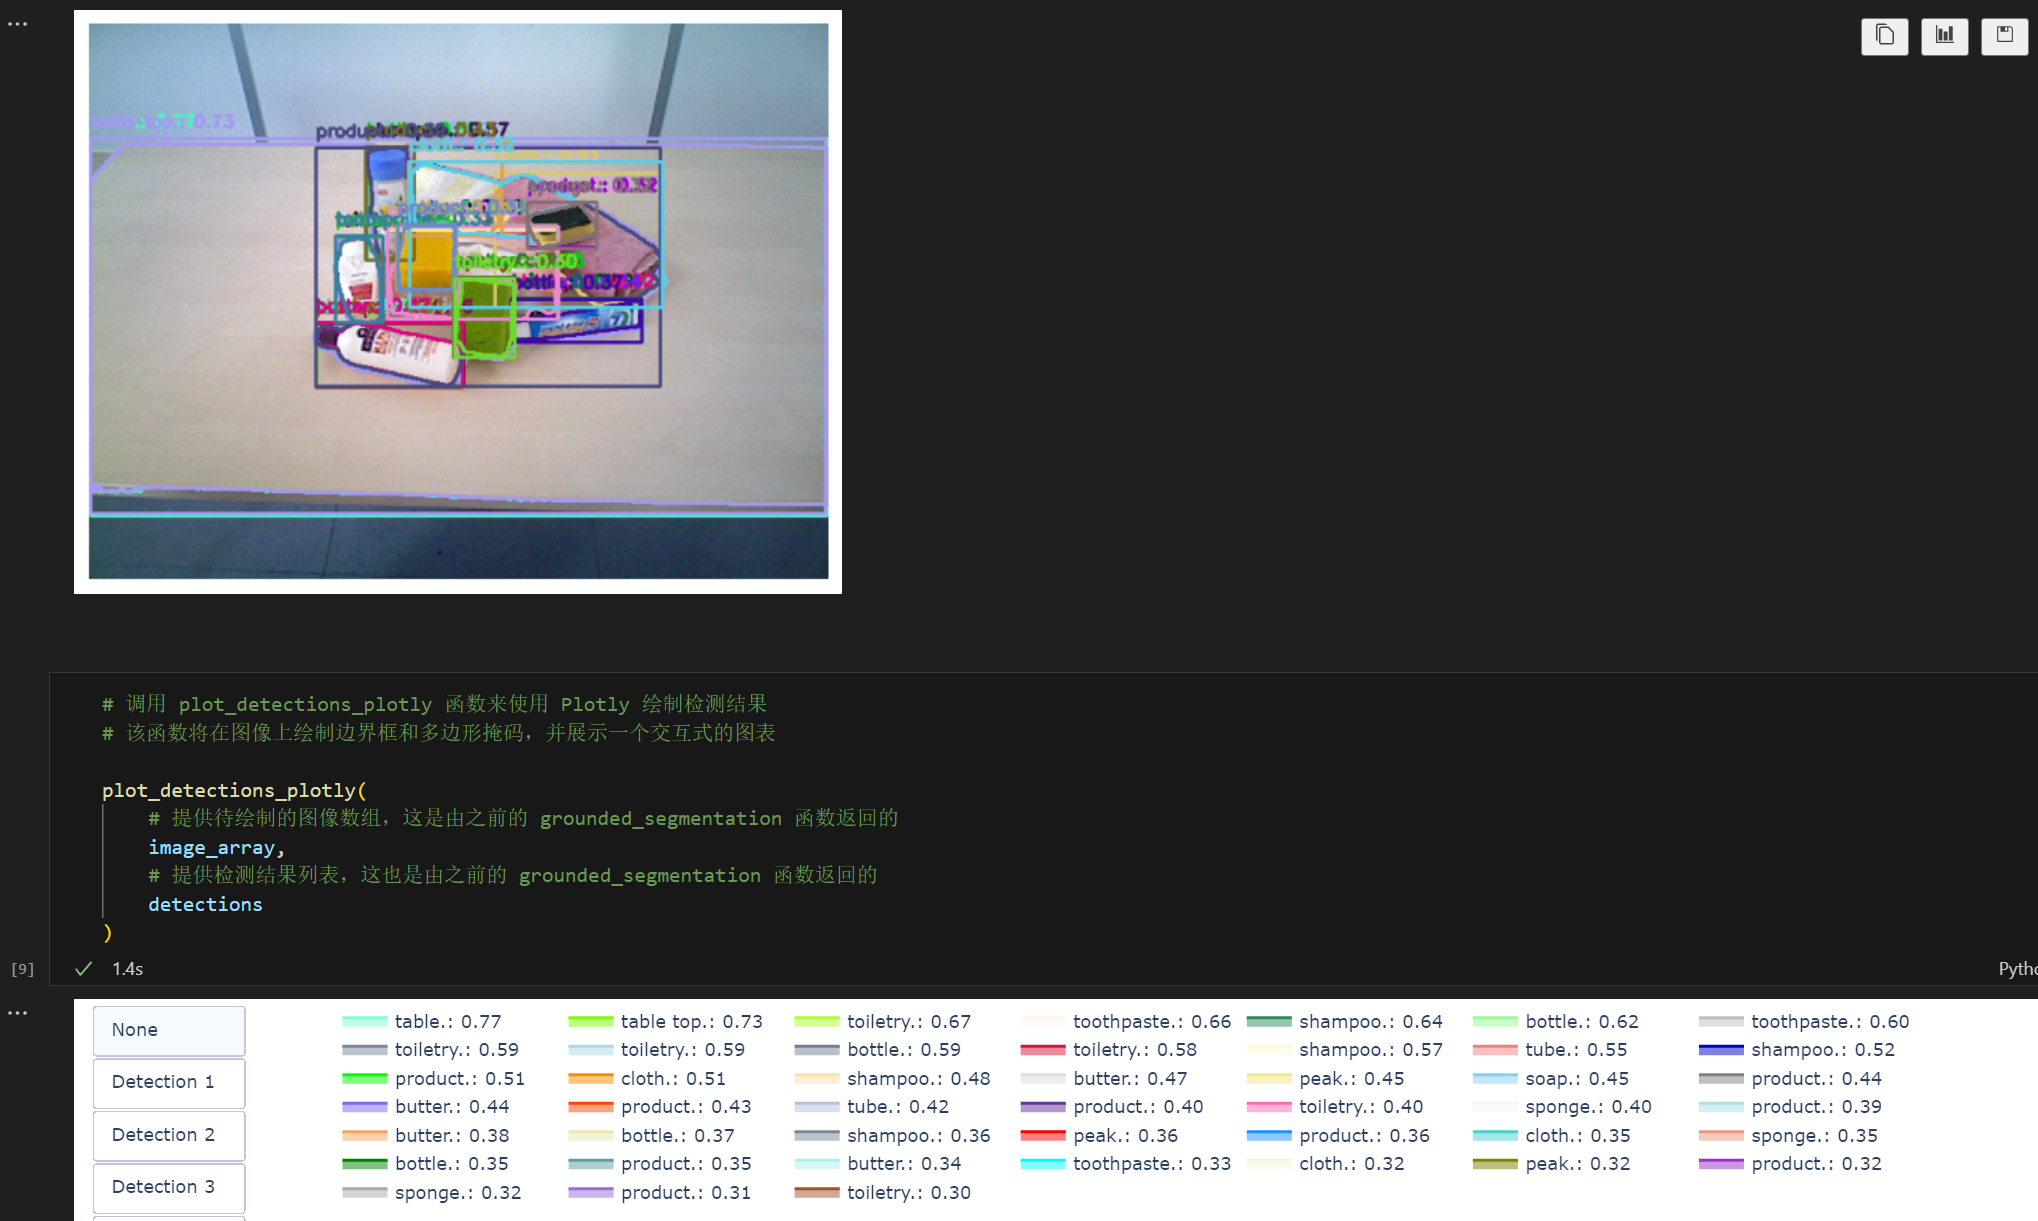 table top.: 0.73
cloth.: 0.32
product.: 0.32
# 调用 plot_detections_plotly 函数来使用 Plotly 绘制检测结果
# 该函数将在图像上绘制边界框和多边形掩码，并展示一个交互式的图表
plot_detections_plotly(
# 提供待绘制的图像数组，这是由之前的 grounded_segmentation 函数返回的
image_array,
# 提供检测结果列表，这也是由之前的 grounded_segmentation 函数返回的
detections
)
[9] 1.4s
None
Detection 1
Detection 2
Detection 3
table.: 0.77 table top.: 0.73 toiletry.: 0.67 toothpaste.: 0.66 shampoo.: 0.64 bottle.: 0.62 toothpaste.: 0.60
toiletry.: 0.59 toiletry.: 0.59 bottle.: 0.59 toiletry.: 0.58 shampoo.: 0.57 tube.: 0.55 shampoo.: 0.52
product.: 0.51 cloth.: 0.51 shampoo.: 0.48 butter.: 0.47 peak.: 0.45 soap.: 0.45 product.: 0.44
butter.: 0.44 product.: 0.43 tube.: 0.42 product.: 0.40 toiletry.: 0.40 sponge.: 0.40 product.: 0.39
butter.: 0.38 bottle.: 0.37 shampoo.: 0.36 peak.: 0.36 product.: 0.36 cloth.: 0.35 sponge.: 0.35
bottle.: 0.35 product.: 0.35 butter.: 0.34 toothpaste.: 0.33 cloth.: 0.32 peak.: 0.32 product.: 0.32
sponge.: 0.32 product.: 0.31 toiletry.: 0.30